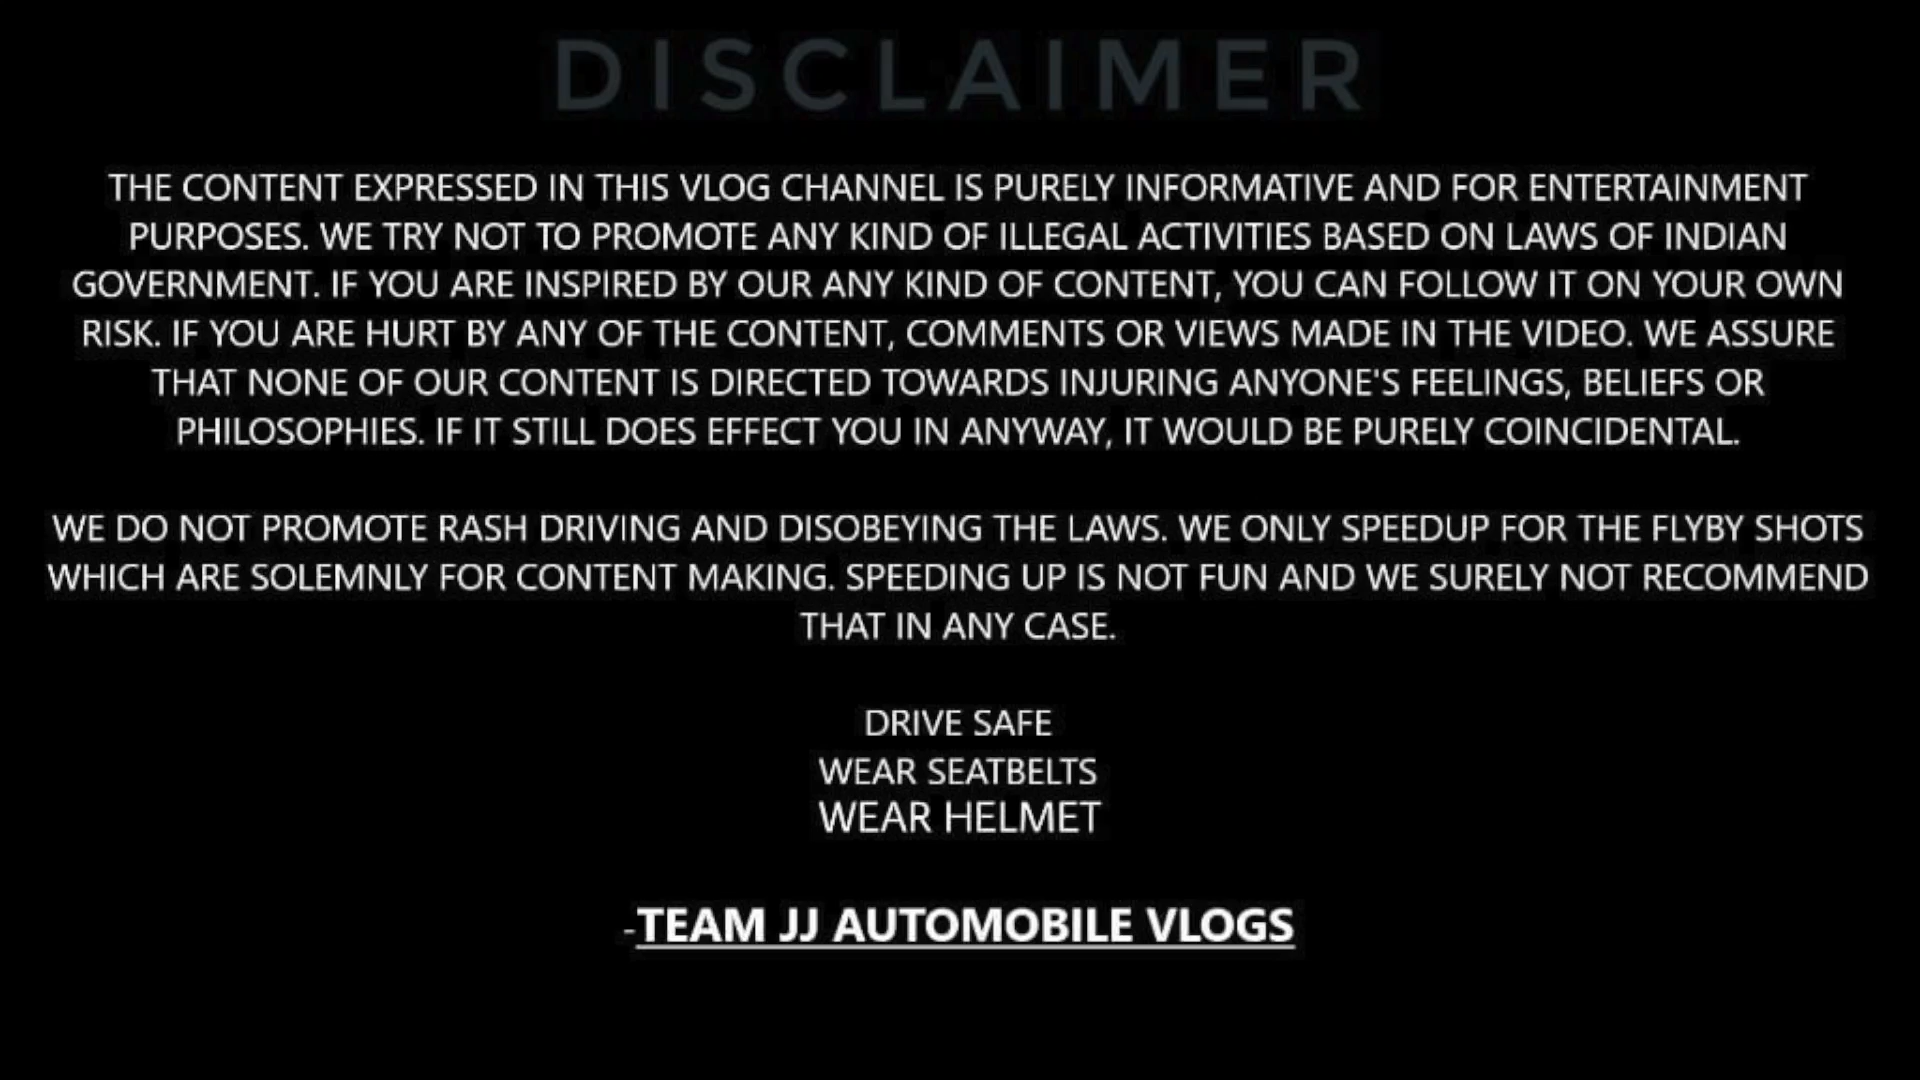 DISCLAIMER
THE CONTENT EXPRESSED IN THIS VLOG CHANNEL IS PURELY INFORMATIVE AND FOR ENTERTAINMENT
PURPOSES. WE TRY NOT TO PROMOTE ANY KIND OF ILLEGAL ACTIVITIES BASED ON LAWS OF INDIAN
GOVERNMENT. IF YOU ARE INSPIRED BY OUR ANY KIND OF CONTENT, YOU CAN FOLLOW IT ON YOUR OWN
RISK. IF YOU ARE HURT BY ANY OF THE CONTENT, COMMENTS OR VIEWS MADE IN THE VIDEO. WE ASSURE
THAT NONE OF OUR CONTENT IS DIRECTED TOWARDS INJURING ANYONE'S FEELINGS, BELIEFS OR
PHILOSOPHIES. IF IT STILL DOES EFFECT YOU IN ANYWAY, IT WOULD BE PURELY COINCIDENTAL.
WE DO NOT PROMOTE RASH DRIVING AND DISOBEYING THE LAWS. WE ONLY SPEEDUP FOR THE FLYBY SHOTS
WHICH ARE SOLEMNLY FOR CONTENT MAKING. SPEEDING UP IS NOT FUN AND WE SURELY NOT RECOMMEND
THAT IN ANY CASE.
DRIVE SAFE
WEAR SEATBELTS
WEAR HELMET
-TEAM JJ AUTOMOBILE VLOGS